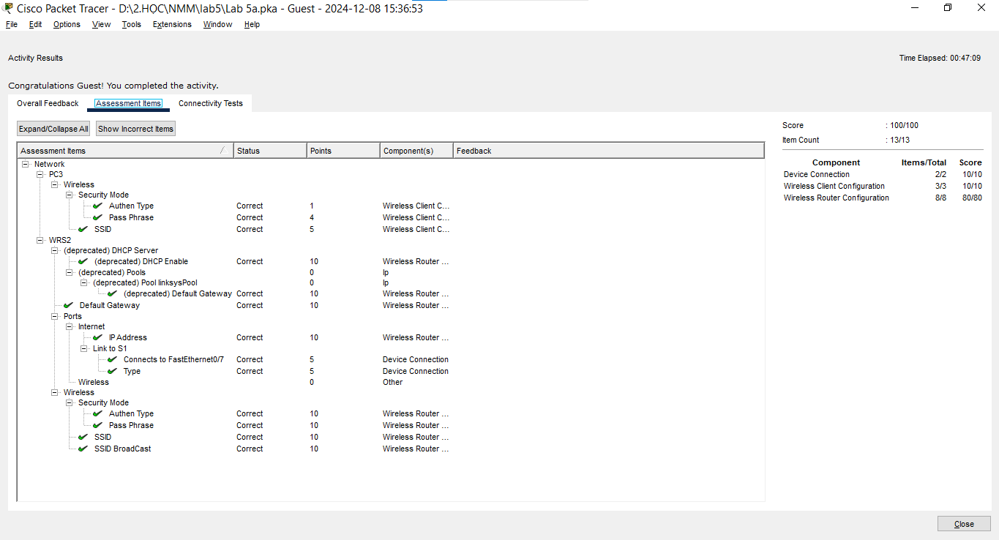 Cisco Packet Tracer - D:\2.HOC\NMM\lab5\Lab 5a.pka - Guest - 2024-12-08 15:36:53
File Edit Options View Tools Extensions Window Help
Activity Results Time Elapsed: 00:47:09
Congratulations Guest! You completed the activity.
Overall Feedback Assessment Items Connectivity Tests
Expand/Collapse All Show Incorrect Items
Assessment Items Status Points Component(s) Feedback
Network
PC3
Wireless
Security Mode
Authen Type Correct 1 Wireless Client C...
Pass Phrase Correct 4 Wireless Client C...
SSID Correct 5 Wireless Client C...
WRS2
(deprecated) DHCP Server
(deprecated) DHCP Enable Correct 10 Wireless Router ...
(deprecated) Pools 0 Ip
(deprecated) Pool linksysPool 0 Ip
(deprecated) Default Gateway Correct 10 Wireless Router ...
Default Gateway Correct 10 Wireless Router ...
Ports
Internet
IP Address Correct 10 Wireless Router ...
Link to S1
Connects to FastEthernet0/7 Correct 5 Device Connection
Type Correct 5 Device Connection
Wireless 0 Other
Wireless
Security Mode
Authen Type Correct 10 Wireless Router ...
Pass Phrase Correct 10 Wireless Router ...
SSID Correct 10 Wireless Router ...
SSID BroadCast Correct 10 Wireless Router ...
Score : 100/100
Item Count : 13/13
Component Items/Total Score
Device Connection 2/2 10/10
Wireless Client Configuration 3/3 10/10
Wireless Router Configuration 8/8 80/80
Close